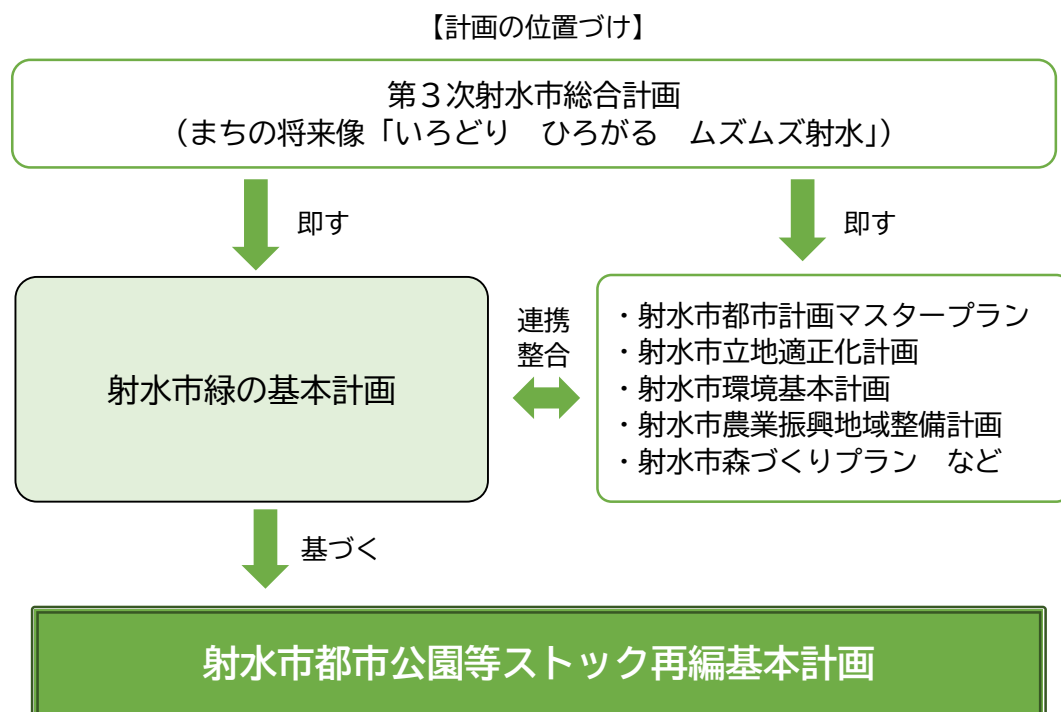 【計画の位置づけ】
第３次射水市総合計画
（まちの将来像「いろどり　ひろがる　ムズムズ射水」）
即す
即す
射水市緑の基本計画
連携
整合
・射水市都市計画マスタープラン
・射水市立地適正化計画
・射水市環境基本計画
・射水市農業振興地域整備計画
・射水市森づくりプラン　など
基づく
射水市都市公園等ストック再編基本計画